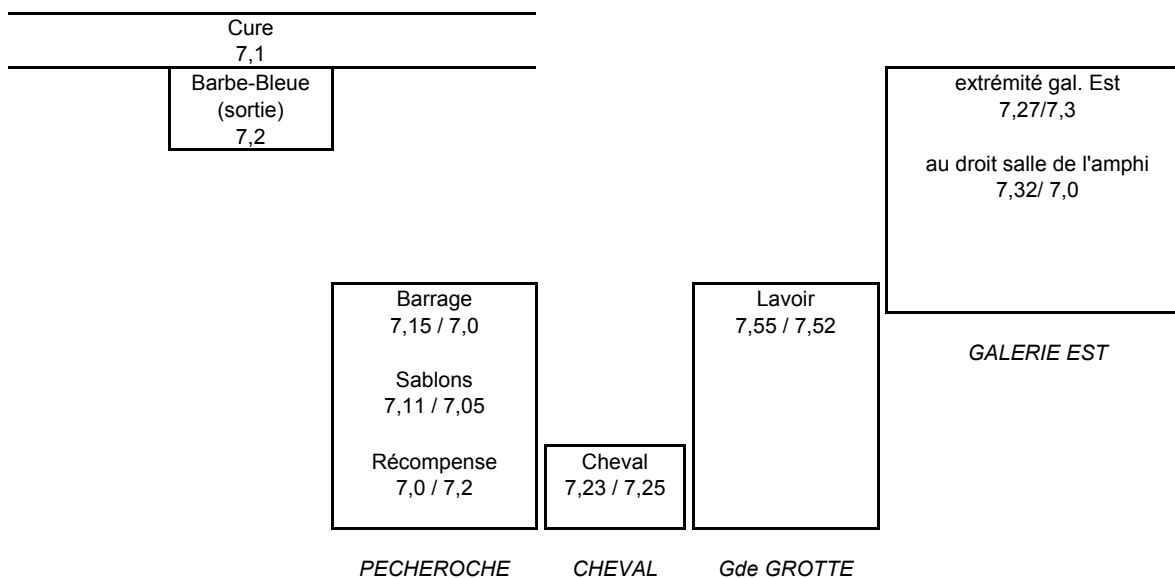 Cure
7,1
Barbe-Bleue
(sortie)
7,2
extrémité gal. Est
7,27/7,3
au droit salle de l'amphi
7,32/ 7,0
GALERIE EST
Barrage
7,15 / 7,0
Sablons
7,11 / 7,05
Récompense
7,0 / 7,2
PECHEROCHE
Cheval
7,23 / 7,25
CHEVAL
Lavoir
7,55 / 7,52
Gde GROTTE